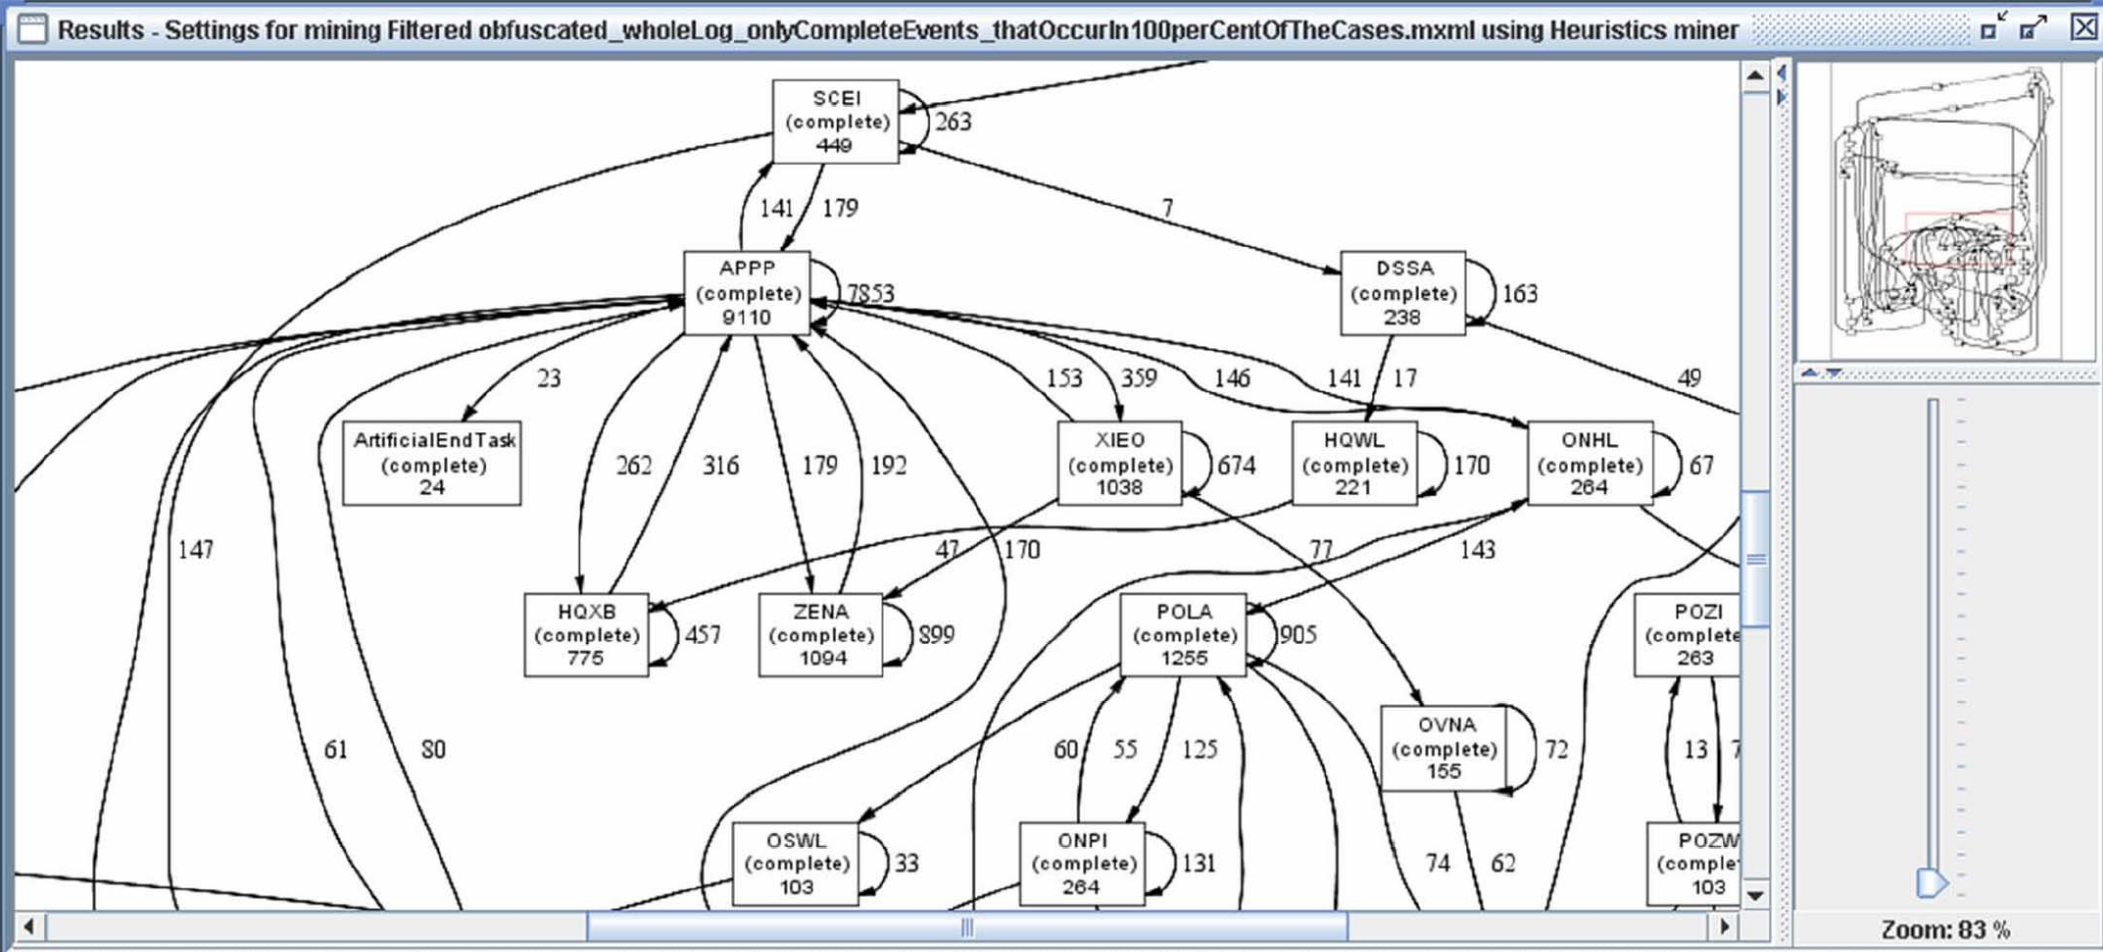 Results - Settings for mining Filtered obfuscated_wholeLog_onlyCompleteEvents_thatOccurIn100perCentOfTheCases.mxml using Heuristics miner
SCEI
(complete)
449
263
141
179
7
APPP
(complete)
9110
7853
DSSA
(complete)
238
163
23
153
359
146
141
17
49
ArtificialEndTask
(complete)
24
262
316
179
192
XIEO
(complete)
1038
674
HQWL
(complete)
221
170
ONHL
(complete)
264
67
147
47
170
77
143
HQXB
(complete)
775
457
ZENA
(complete)
1094
899
POLA
(complete)
1255
905
POZI
(complete
263
61
80
60
55
125
OVNA
(complete)
155
72
13
7
OSWL
(complete)
103
33
ONPI
(complete)
264
131
74
62
POZW
(comple
103
Zoom: 83 %